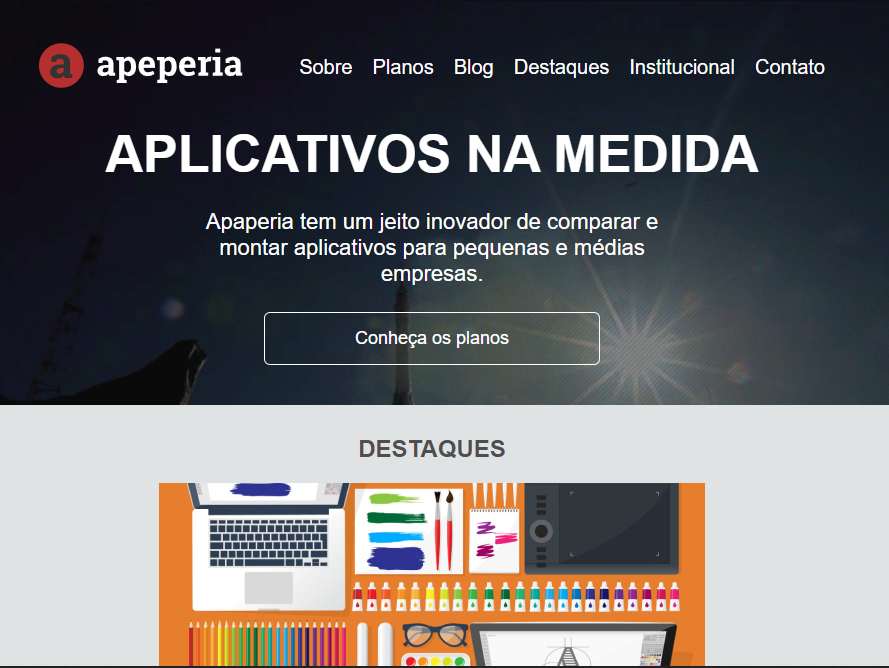 a apeperia
Sobre Planos Blog Destaques Institucional Contato
APLICATIVOS NA MEDIDA
Apaperia tem um jeito inovador de comparar e
montar aplicativos para pequenas e médias
empresas.
Conheça os planos
DESTAQUES